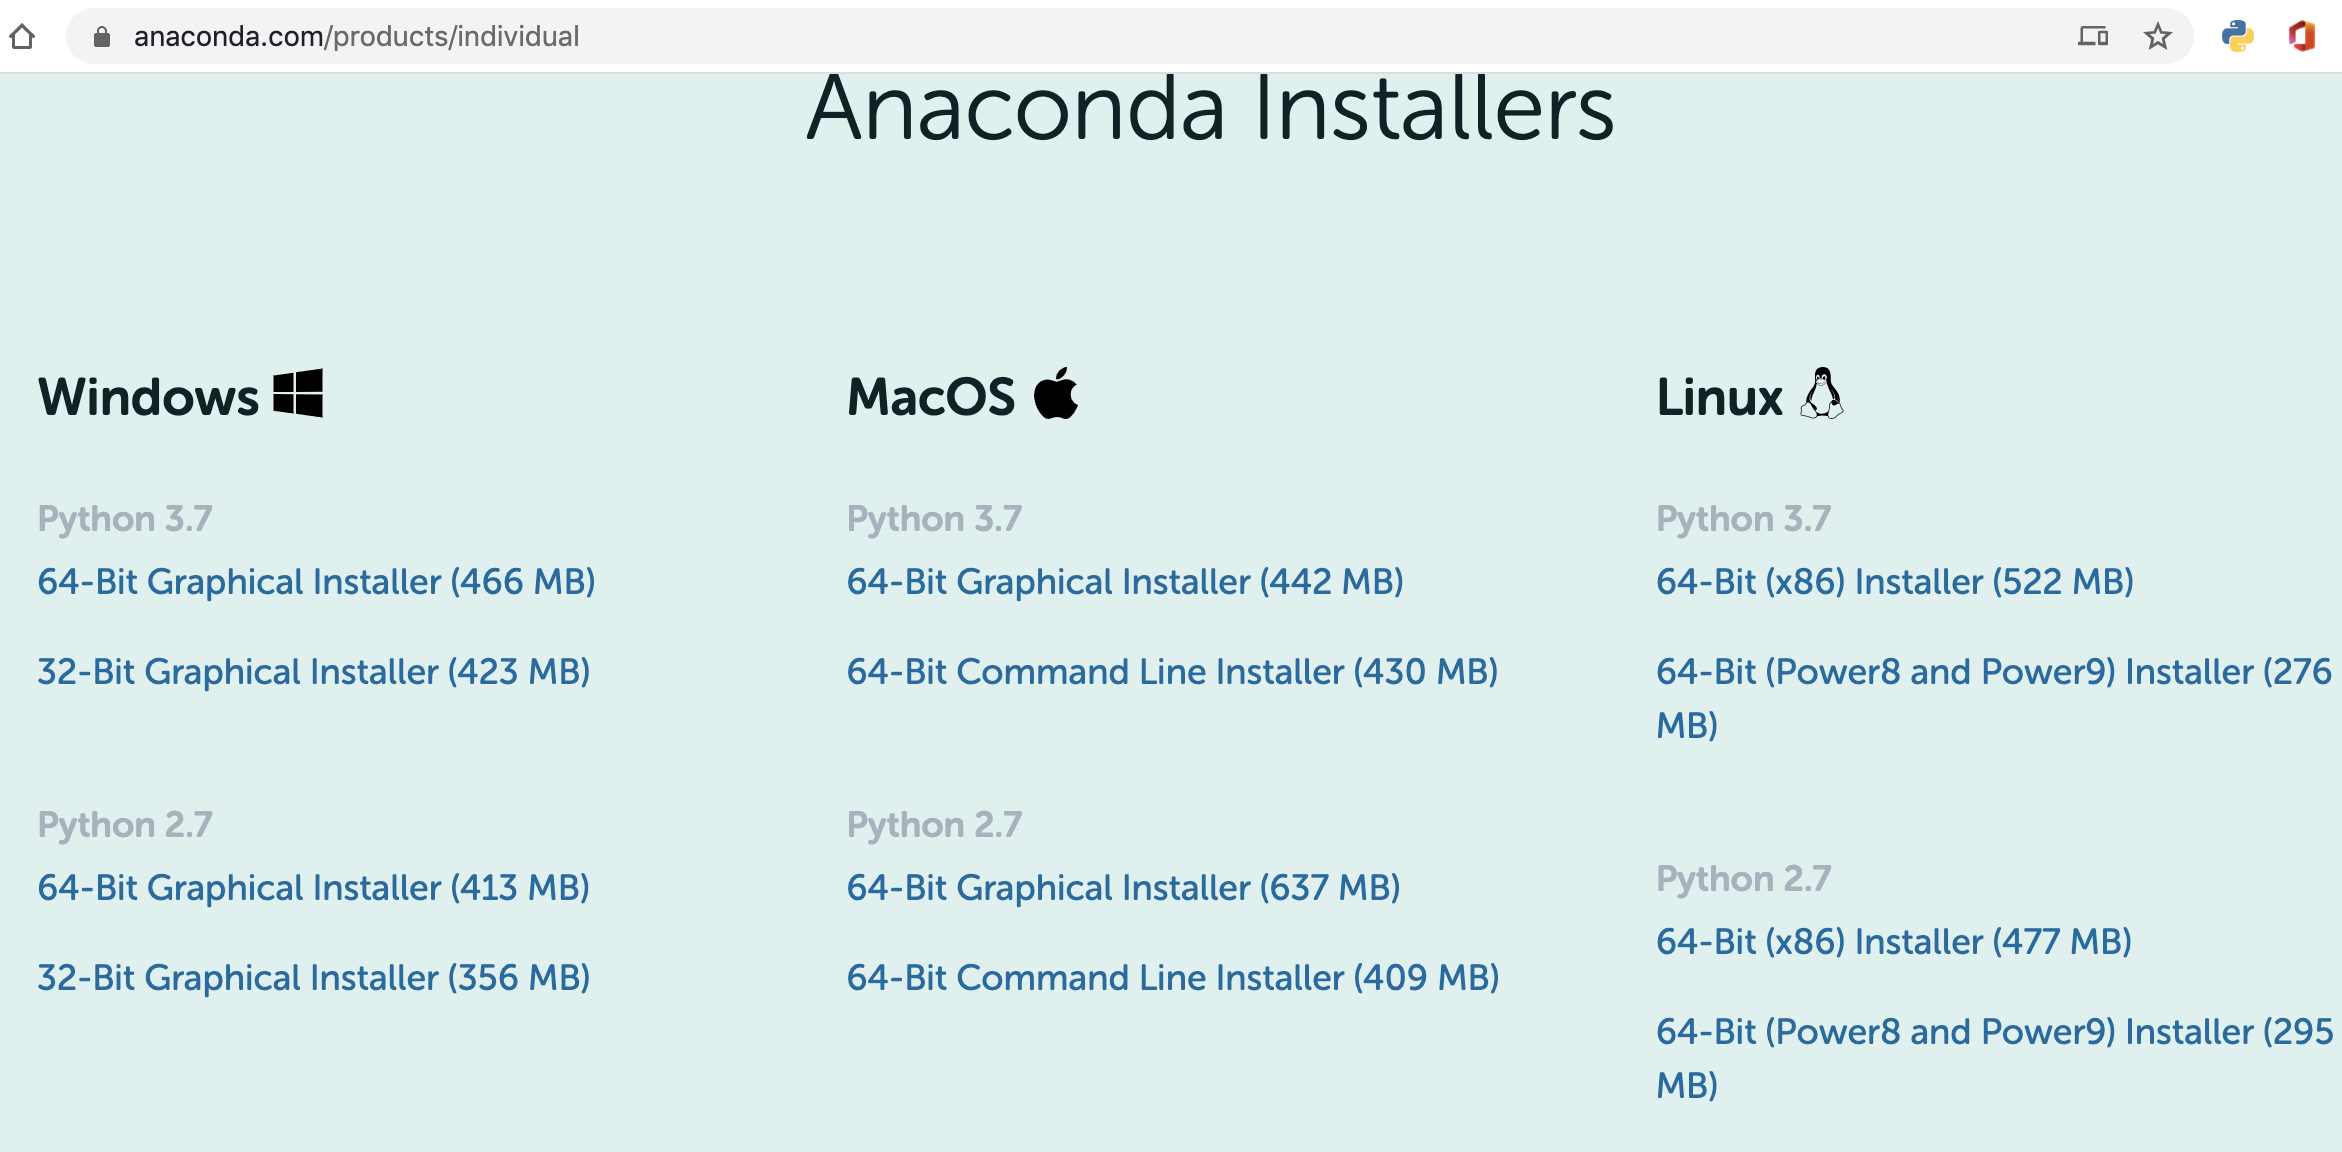 anaconda.com/products/individual
Anaconda Installers
Windows
Python 3.7
64-Bit Graphical Installer (466 MB)
32-Bit Graphical Installer (423 MB)
Python 2.7
64-Bit Graphical Installer (413 MB)
32-Bit Graphical Installer (356 MB)
MacOS
Python 3.7
64-Bit Graphical Installer (442 MB)
64-Bit Command Line Installer (430 MB)
Python 2.7
64-Bit Graphical Installer (637 MB)
64-Bit Command Line Installer (409 MB)
Linux
Python 3.7
64-Bit (x86) Installer (522 MB)
64-Bit (Power8 and Power9) Installer (276
MB)
Python 2.7
64-Bit (x86) Installer (477 MB)
64-Bit (Power8 and Power9) Installer (295
MB)